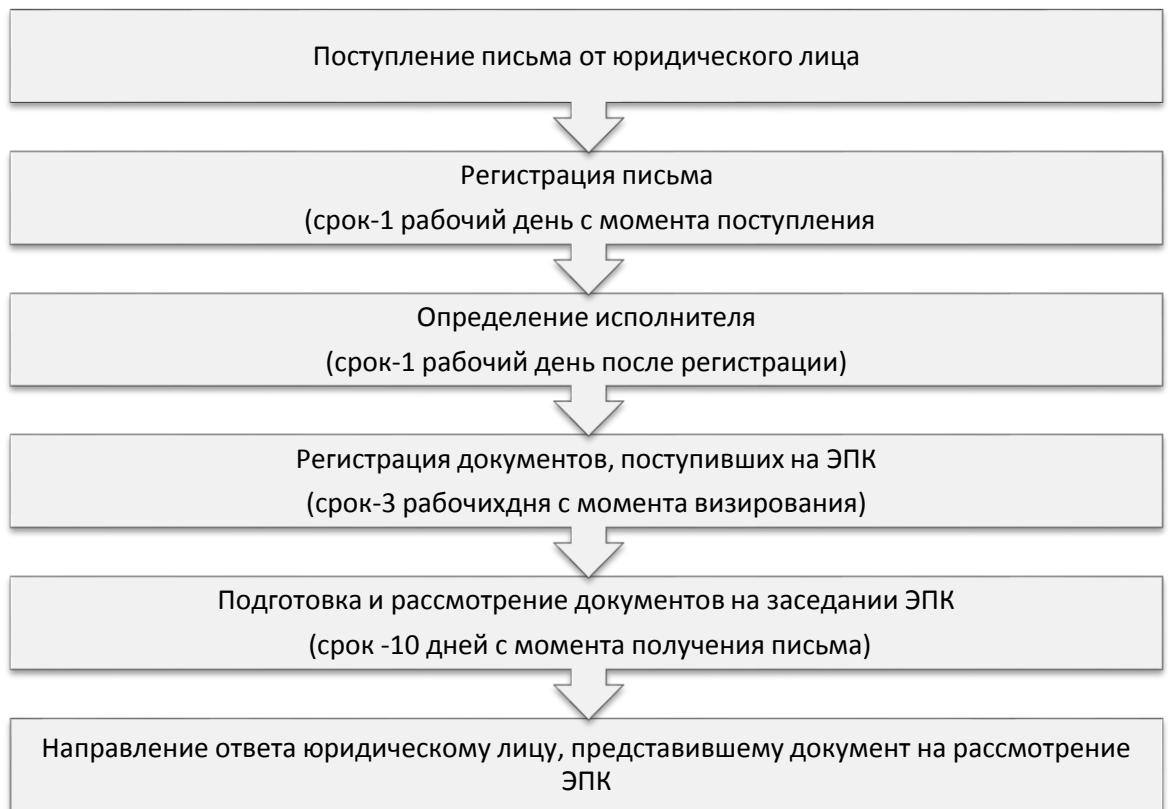 Поступление письма от юридического лица
Регистрация письма
(срок-1 рабочий день с момента поступления
Определение исполнителя
(срок-1 рабочий день после регистрации)
Регистрация документов, поступивших на ЭПК
(срок-3 рабочихдня с момента визирования)
Подготовка и рассмотрение документов на заседании ЭПК
(срок -10 дней с момента получения письма)
Направление ответа юридическому лицу, представившему документ на рассмотрение
ЭПК